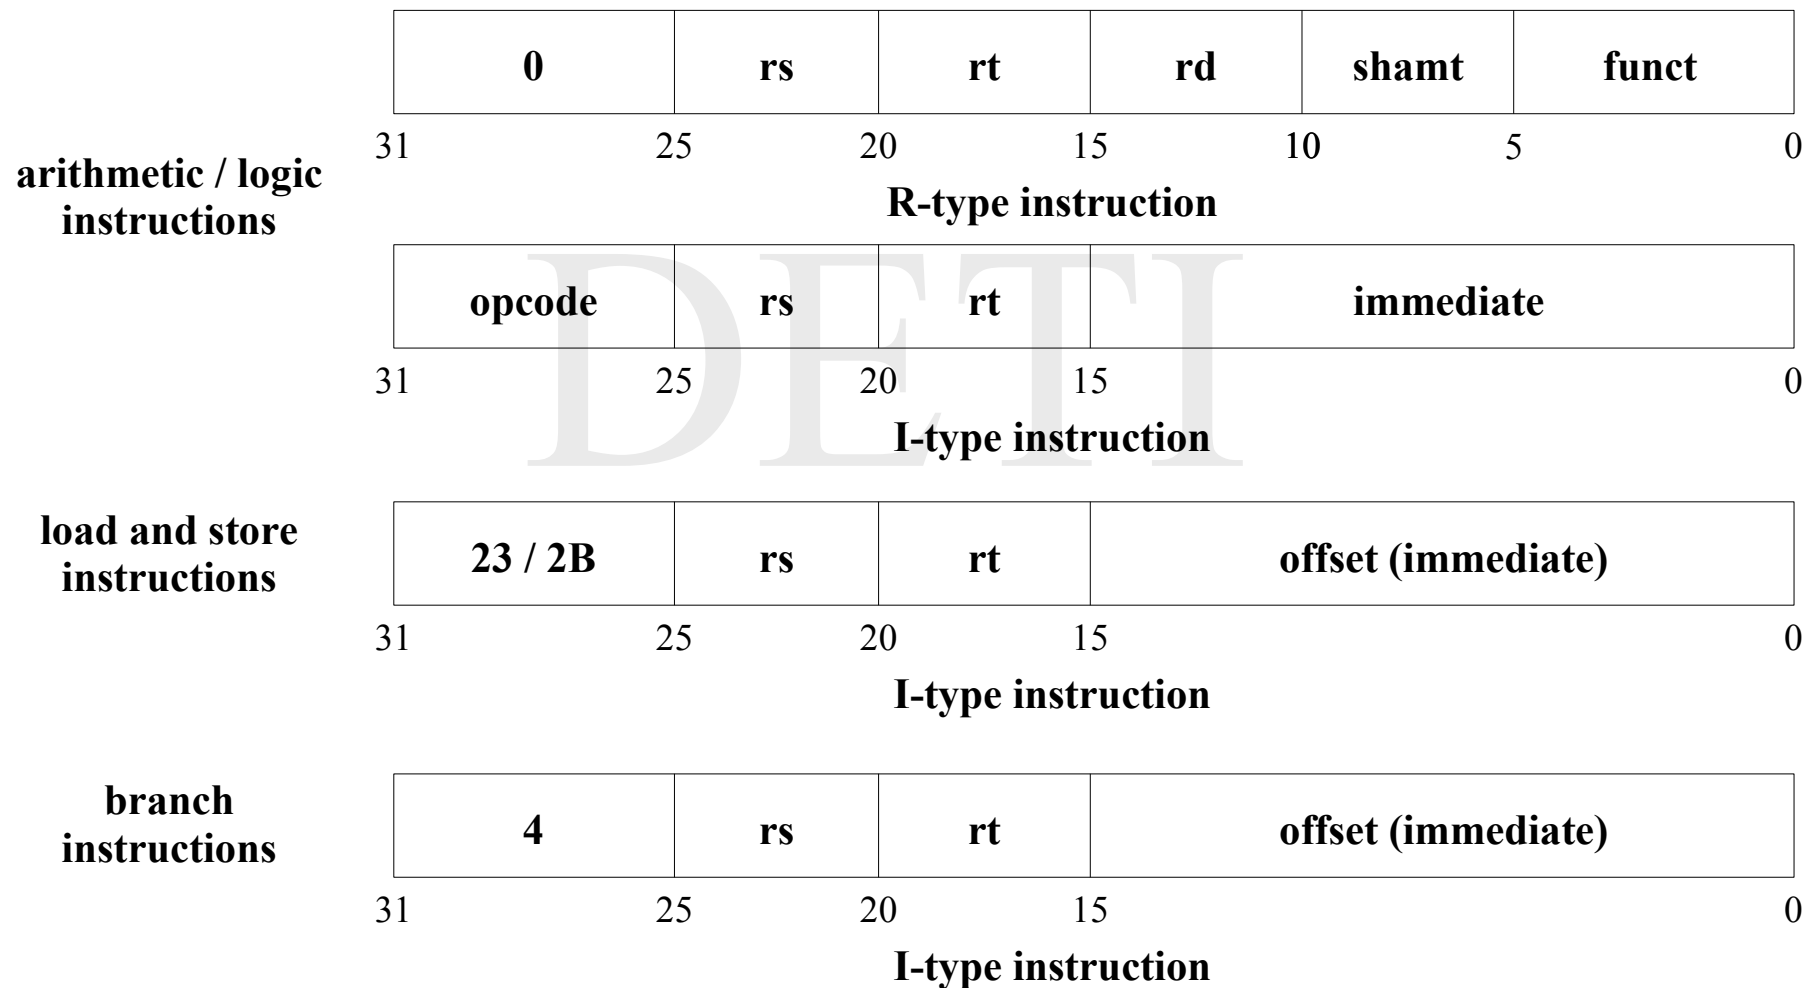 0 rs rt rd shamt funct
31 25 20 15 10 5 0
arithmetic / logic
instructions
R-type instruction
opcode rs rt immediate
31 25 20 15 0
I-type instruction
DETI
load and store
instructions
23 / 2B rs rt offset (immediate)
31 25 20 15 0
I-type instruction
branch
instructions
4 rs rt offset (immediate)
31 25 20 15 0
I-type instruction